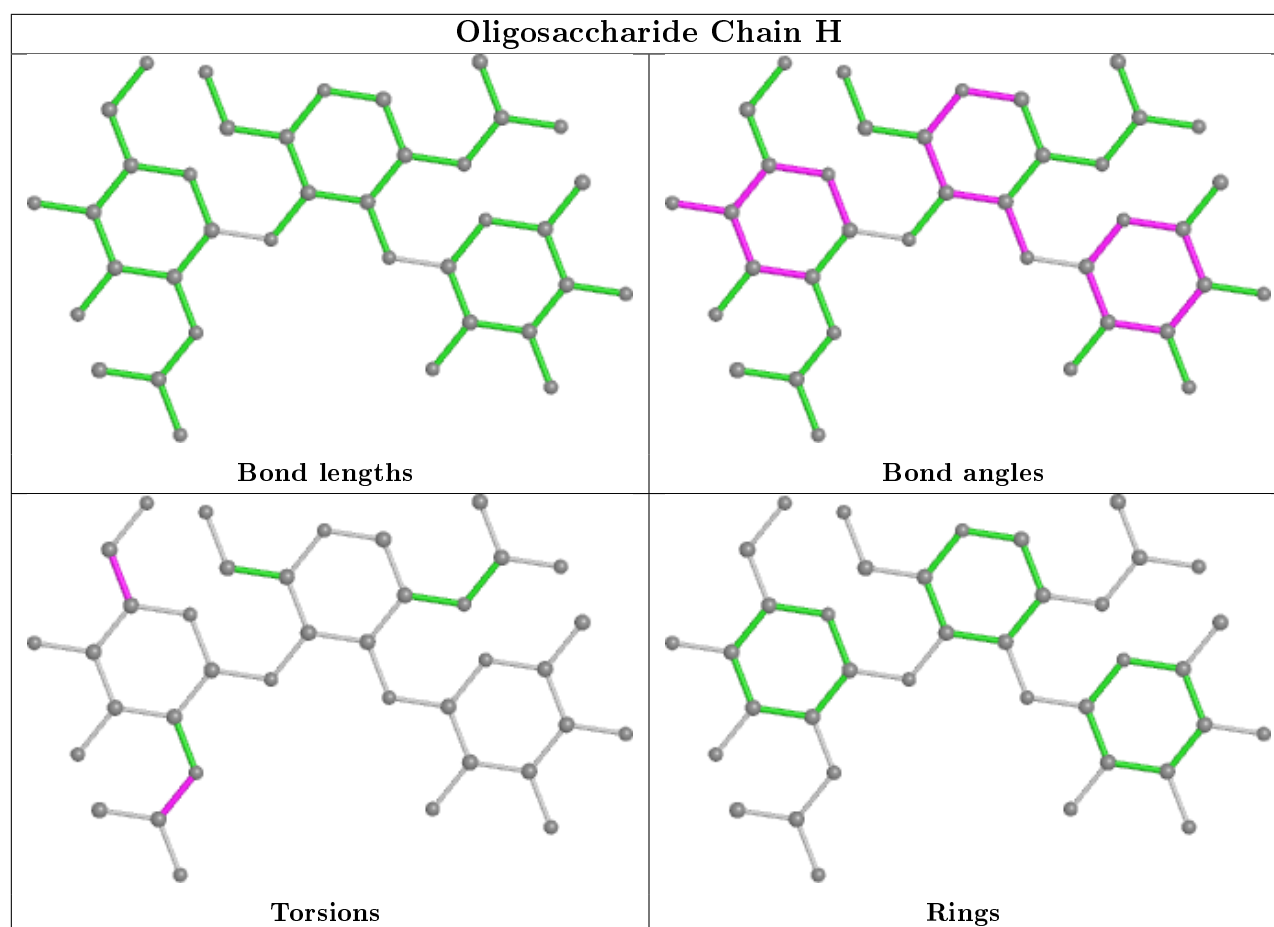 Oligosaccharide Chain H
Bond lengths
Bond angles
Torsions
Rings